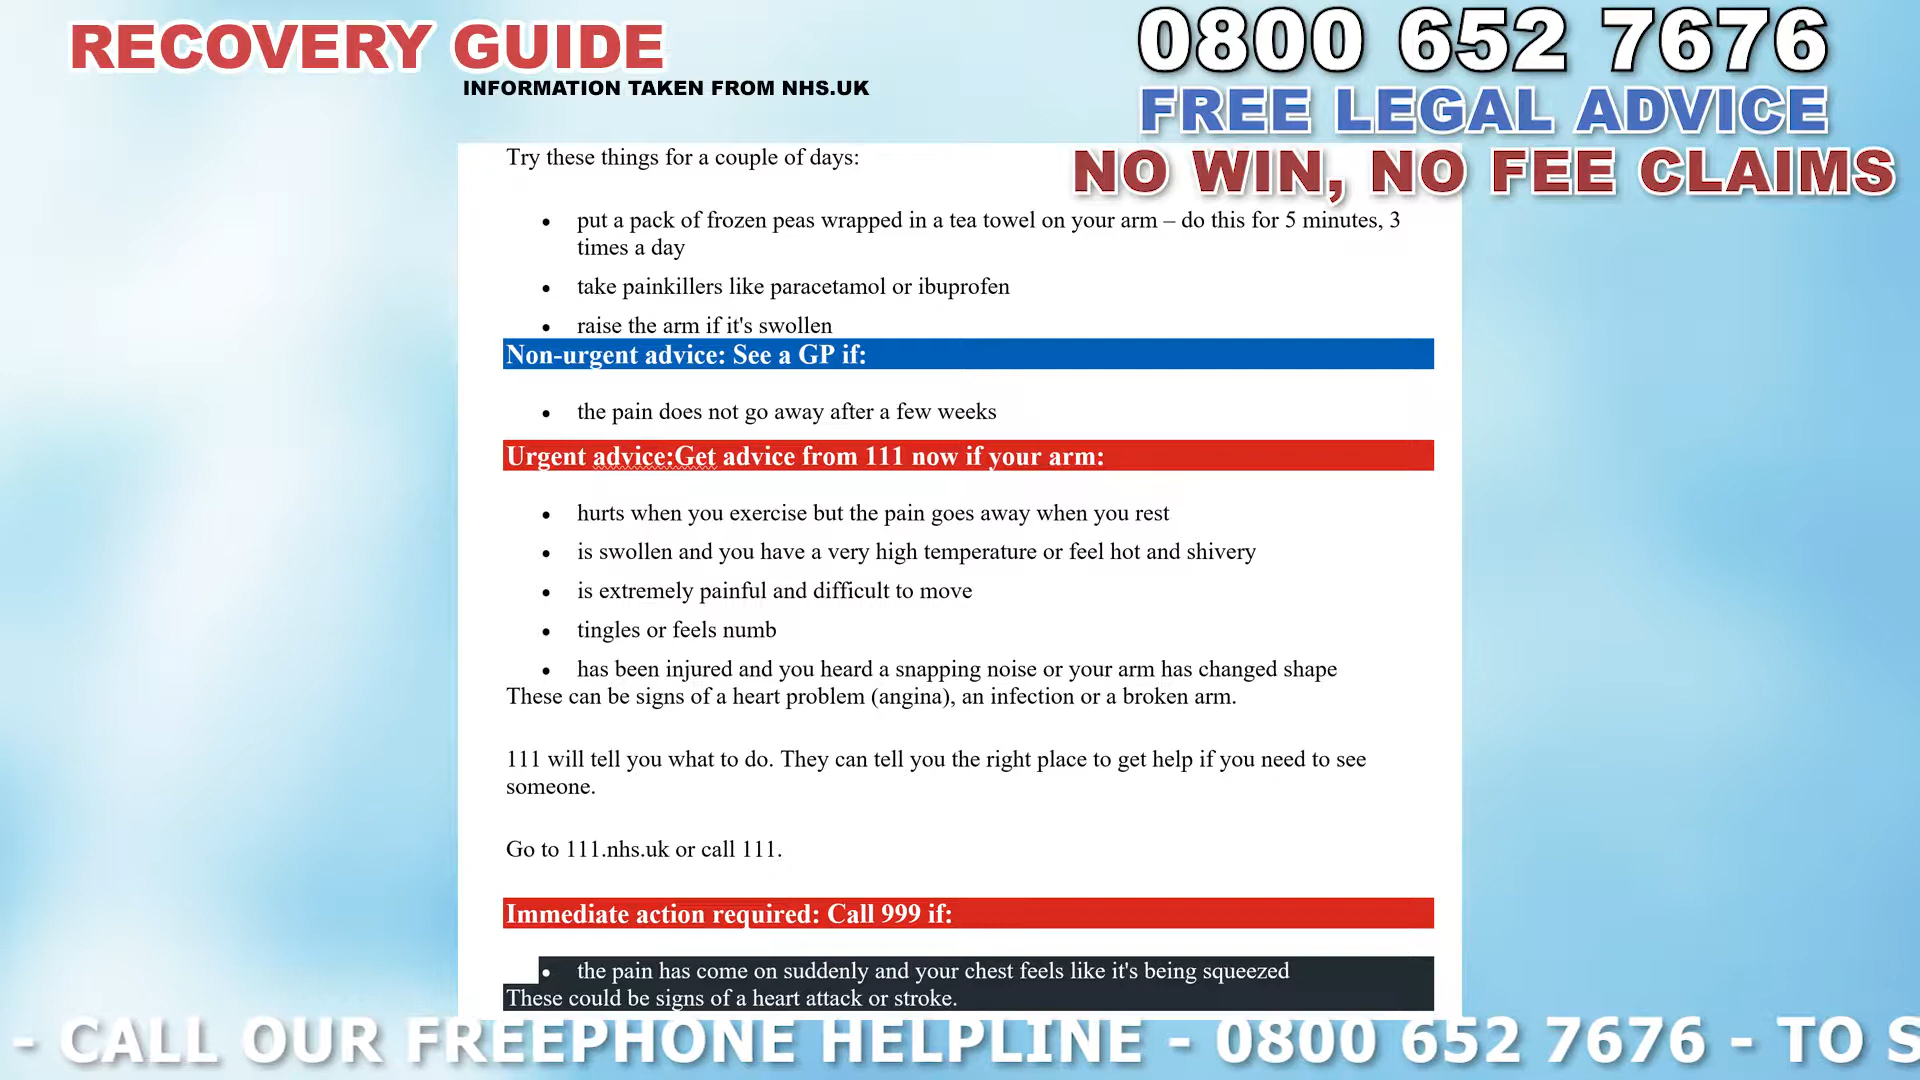 RECOVERY GUIDE
INFORMATION TAKEN FROM NHS.UK
0800 652 7676
FREE LEGAL ADVICE
NO WIN, NO FEE CLAIMS
Try these things for a couple of days:
• put a pack of frozen peas wrapped in a tea towel on your arm – do this for 5 minutes, 3
times a day
• take painkillers like paracetamol or ibuprofen
• raise the arm if it's swollen
Non-urgent advice: See a GP if:
• the pain does not go away after a few weeks
Urgent advice:Get advice from 111 now if your arm:
• hurts when you exercise but the pain goes away when you rest
• is swollen and you have a very high temperature or feel hot and shivery
• is extremely painful and difficult to move
• tingles or feels numb
• has been injured and you heard a snapping noise or your arm has changed shape
These can be signs of a heart problem (angina), an infection or a broken arm.
111 will tell you what to do. They can tell you the right place to get help if you need to see
someone.
Go to 111.nhs.uk or call 111.
Immediate action required: Call 999 if:
• the pain has come on suddenly and your chest feels like it's being squeezed
These could be signs of a heart attack or stroke.
- CALL OUR FREEPHONE HELPLINE - 0800 652 7676 - TO S